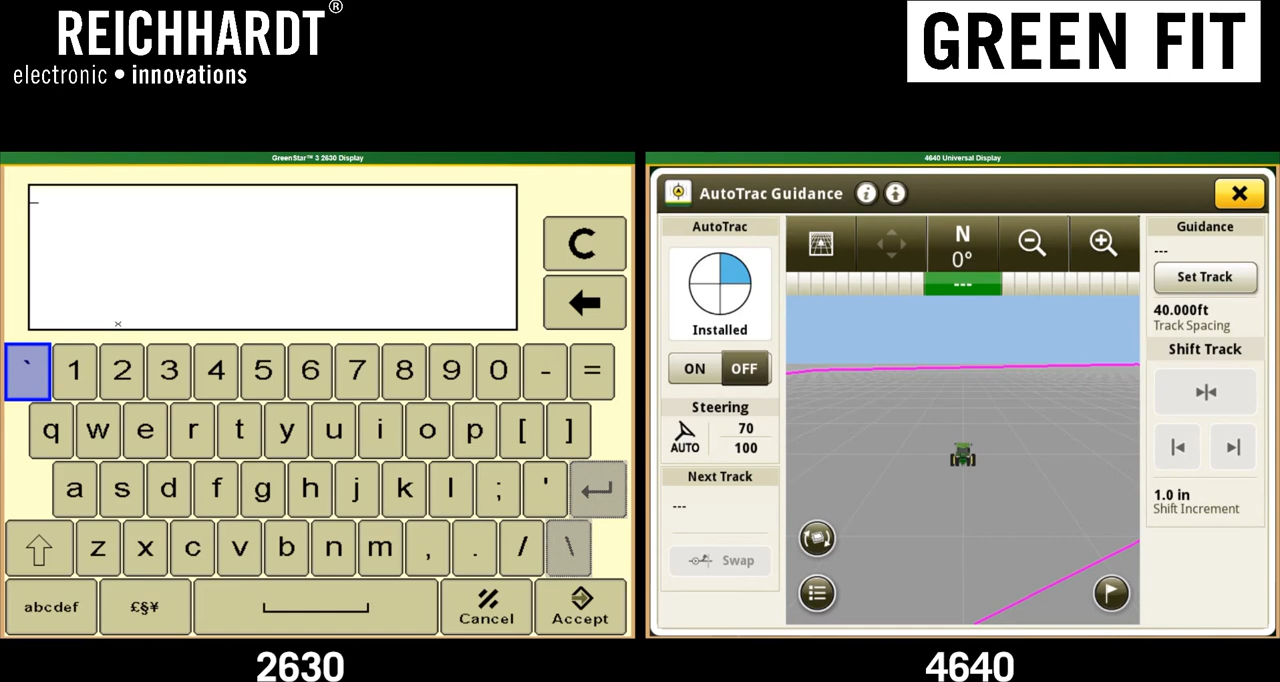 REICHHARDT®
electronic • innovations
GREEN FIT
GreenStar™ 3 2630 Display
C
` 1 2 3 4 5 6 7 8 9 0 - =
q w e r t y u i o p [ ]
a s d f g h j k l ; '
z x c v b n m , . / \
abcdef
£§¥
Cancel
Accept
2630
4640 Universal Display
AutoTrac Guidance
AutoTrac
Installed
ON OFF
Steering
AUTO
70
100
Next Track
---
Swap
N
0°
---
Guidance
---
Set Track
40.000ft
Track Spacing
Shift Track
1.0 in
Shift Increment
4640